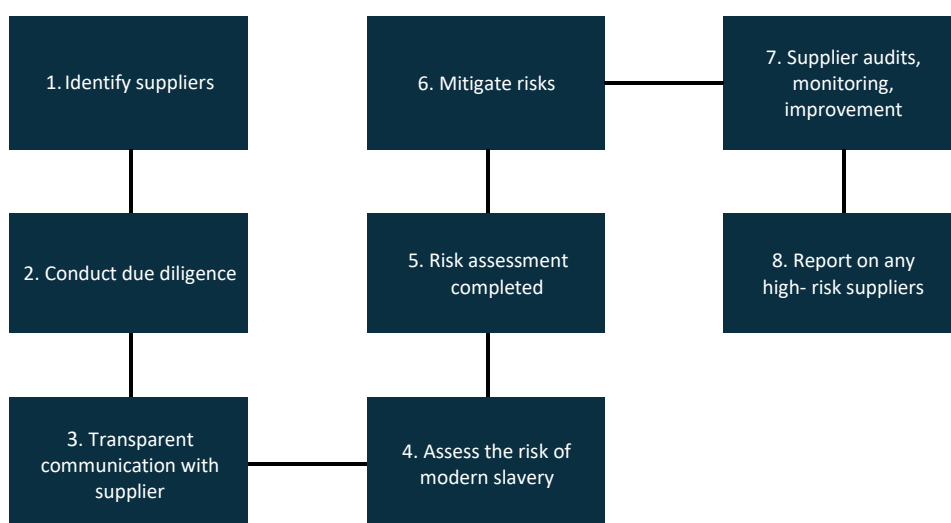 1. Identify suppliers
2. Conduct due diligence
3. Transparent
communication with
supplier
4. Assess the risk of
modern slavery
5. Risk assessment
completed
6. Mitigate risks
7. Supplier audits,
monitoring,
improvement
8. Report on any
high- risk suppliers